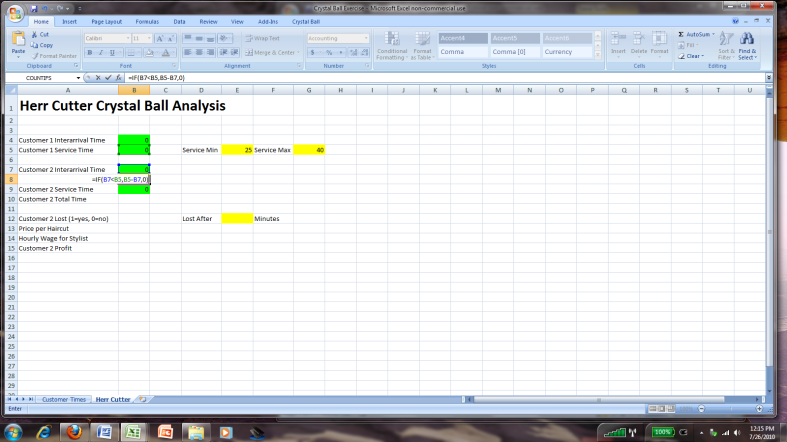 Crystal Ball Exercise - Microsoft Excel non-commercial use
Home Insert Page Layout Formulas Data Review View Add-Ins Crystal Ball
Paste
Cut
Copy
Format Painter
Clipboard
Calibri 11
B I U
Font
Wrap Text
Merge & Center
Alignment
Accounting
$ % ,
Number
Conditional Formatting
Format as Table
Accent4 Accent5 Accent6
Comma Comma [0] Currency
Styles
Insert Delete Format
Cells
Σ AutoSum
Fill
Clear
Sort & Filter
Find & Select
Editing
COUNTIFS =IF(B7<B5,B5-B7,0)
A B C D E F G H I J K L M N O P Q R S T U
1 Herr Cutter Crystal Ball Analysis
2
3
4 Customer 1 Interarrival Time 0
5 Customer 1 Service Time 0 Service Min 25 Service Max 40
6
7 Customer 2 Interarrival Time 0
8 =IF(B7<B5,B5-B7,0)
9 Customer 2 Service Time 0
10 Customer 2 Total Time
11
12 Customer 2 Lost (1=yes, 0=no) Lost After Minutes
13 Price per Haircut
14 Hourly Wage for Stylist
15 Customer 2 Profit
16
17
18
19
20
21
22
23
24
25
26
27
28
29
Customer Times Herr Cutter
Enter
100%
12:15 PM
7/26/2010